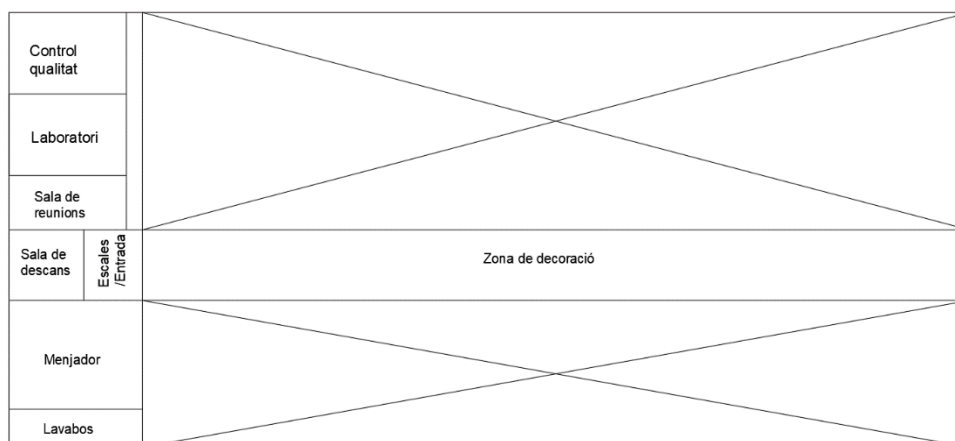 Control
qualitat
Laboratori
Sala de
reunions
Sala de
descans
Escales
/Entrada
Zona de decoració
Menjador
Lavabos